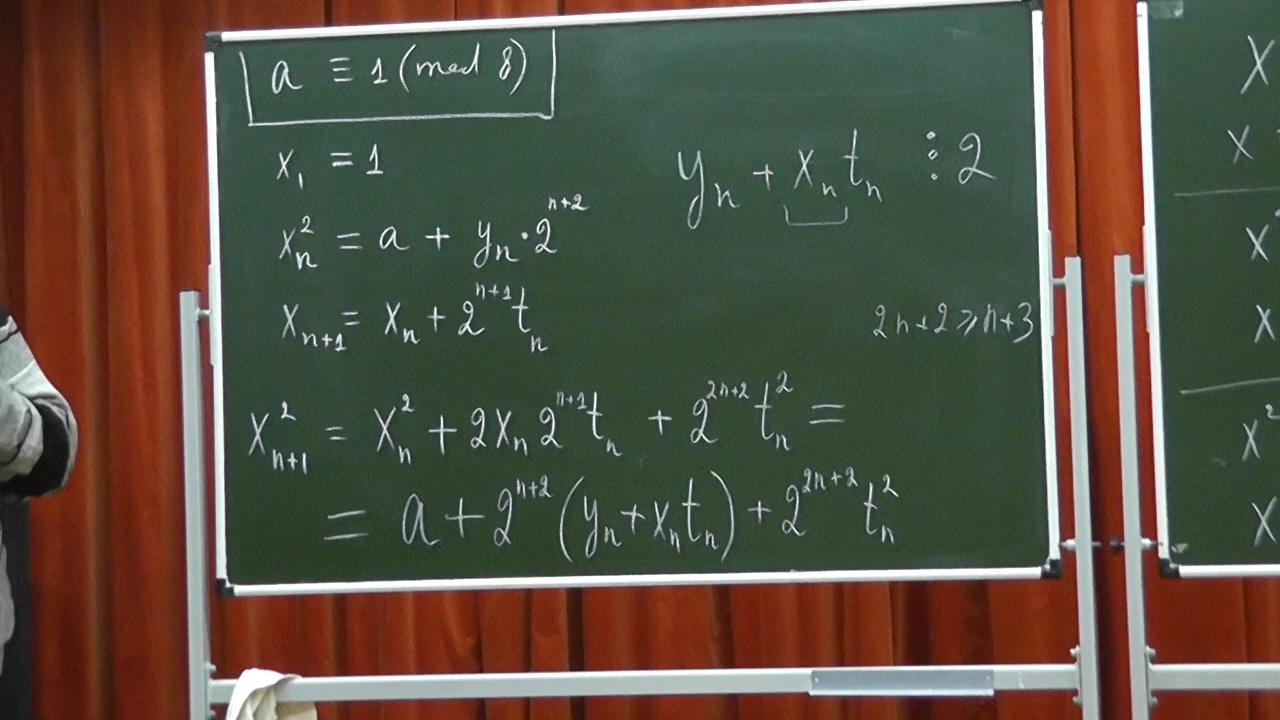 a ≡ 1 (mod 8)
x₁ = 1
xₙ² = a + yₙ·2ⁿ⁺²
xₙ₊₁ = xₙ + 2ⁿ⁺¹tₙ
yₙ + xₙtₙ ⋮ 2
2n+2 ⩾ n+3
xₙ₊₁² = xₙ² + 2xₙ2ⁿ⁺¹tₙ + 2²ⁿ⁺²tₙ² =
= a + 2ⁿ⁺²(yₙ+xₙtₙ) + 2²ⁿ⁺²tₙ²
x
x
x
x
x²
x